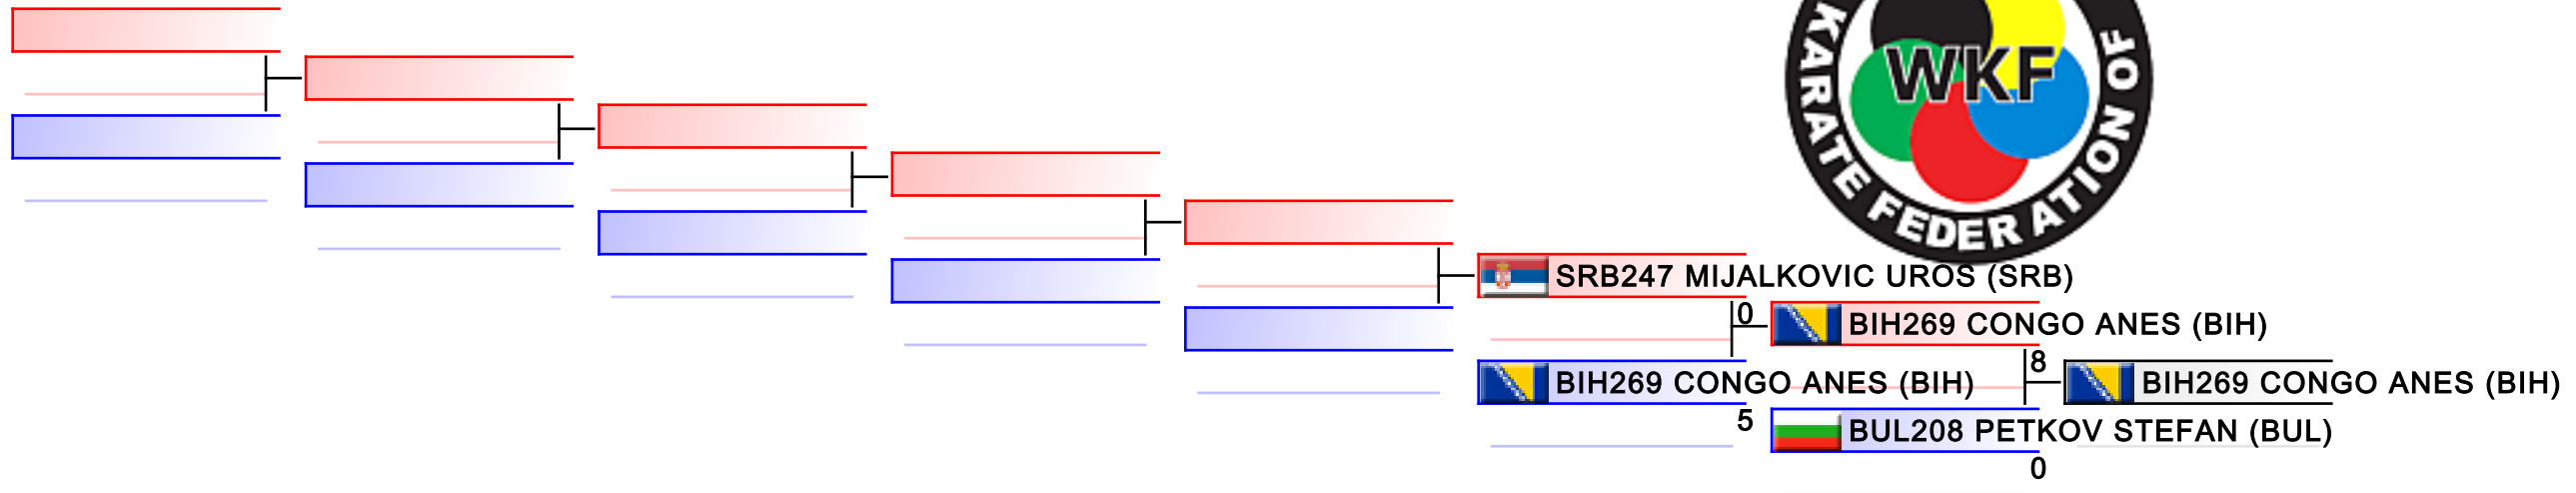 WKF
KARATE FEDERATION OF
SRB247 MIJALKOVIC UROS (SRB)
0
BIH269 CONGO ANES (BIH)
8
BIH269 CONGO ANES (BIH)
BIH269 CONGO ANES (BIH)
5
BUL208 PETKOV STEFAN (BUL)
0